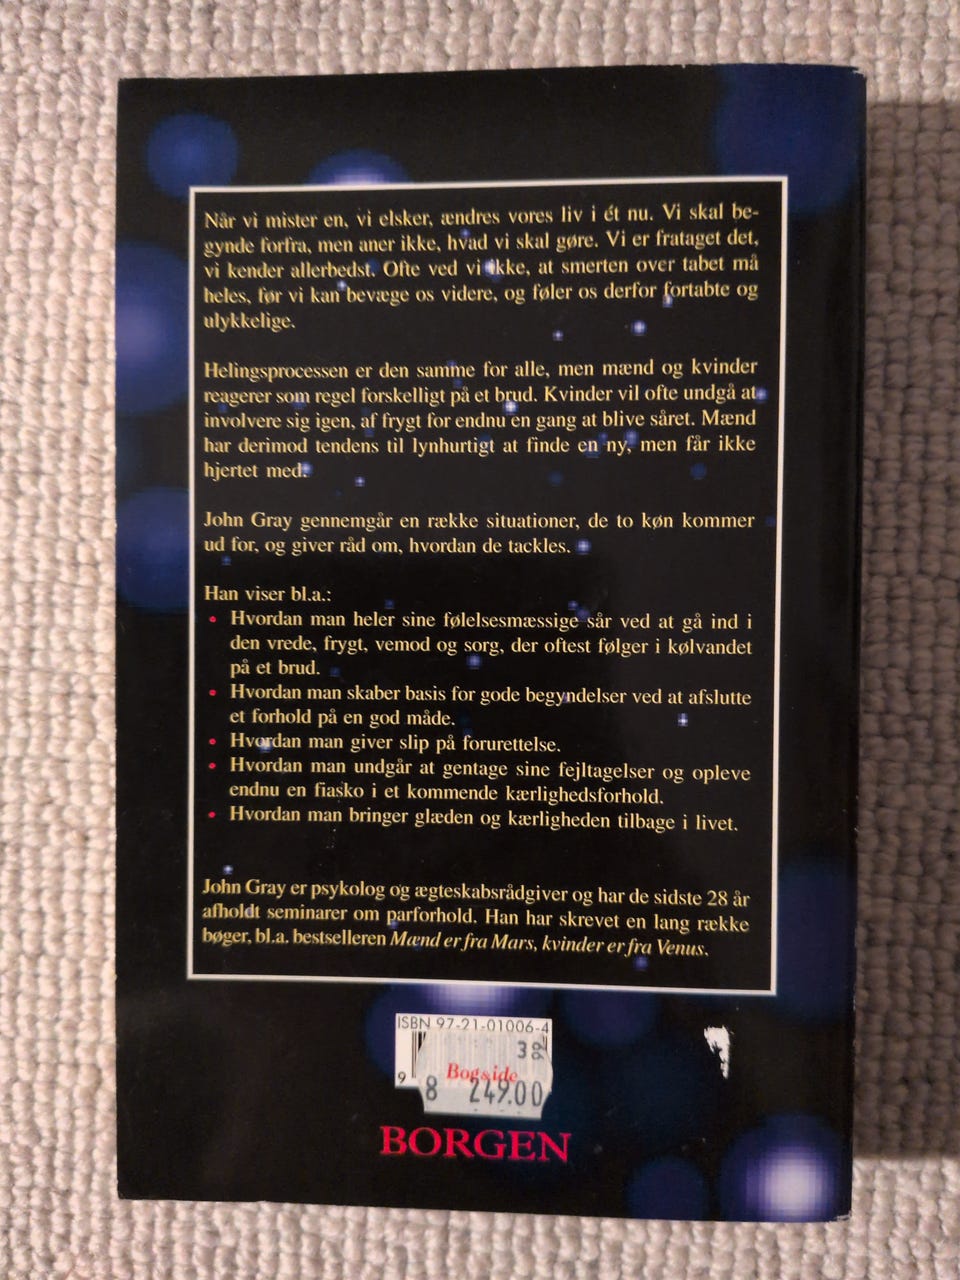 Når vi mister en, vi elsker, ændres vores liv i ét nu. Vi skal be-
gynde forfra, men aner ikke, hvad vi skal gøre. Vi er frataget det,
vi kender allerbedst. Ofte ved vi ikke, at smerten over tabet må
heles, før vi kan bevæge os videre, og føler os derfor fortabte og
ulykkelige.
Helingsprocessen er den samme for alle, men mænd og kvinder
reagerer som regel forskelligt på et brud. Kvinder vil ofte undgå at
involvere sig igen, af frygt for endnu en gang at blive såret. Mænd
har derimod tendens til lynhurtigt at finde en ny, men får ikke
hjertet med.
John Gray gennemgår en række situationer, de to køn kommer
ud for, og giver råd om, hvordan de tackles.
Han viser bl.a.:
• Hvordan man heler sine følelsesmæssige sår ved at gå ind i
den vrede, frygt, vemod og sorg, der oftest følger i kølvandet
på et brud.
• Hvordan man skaber basis for gode begyndelser ved at afslutte
et forhold på en god måde.
• Hvordan man giver slip på forurettelse.
• Hvordan man undgår at gentage sine fejltagelser og opleve
endnu en fiasko i et kommende kærlighedsforhold.
• Hvordan man bringer glæden og kærligheden tilbage i livet.
John Gray er psykolog og ægteskabsrådgiver og har de sidste 28 år
afholdt seminarer om parforhold. Han har skrevet en lang række
bøger, bl.a. bestselleren Mænd er fra Mars, kvinder er fra Venus.
ISBN 97-21-01006-4
Bogside
9 8 249.00
BORGEN